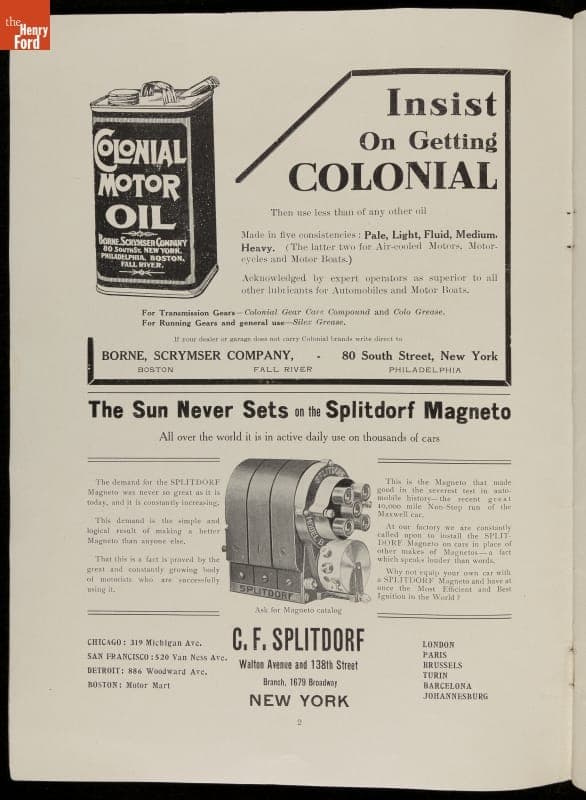 the
Henry
Ford
COLONIAL
MOTOR
OIL
BORNE, SCRYMSER COMPANY
80 SOUTH ST. NEW YORK.
PHILADELPHIA. BOSTON.
FALL RIVER.
Insist
On Getting
COLONIAL
Then use less than of any other oil
Made in five consistencies: Pale, Light, Fluid, Medium,
Heavy. (The latter two for Air-cooled Motors, Motor-
cycles and Motor Boats.)
Acknowledged by expert operators as superior to all
other lubricants for Automobiles and Motor Boats.
For Transmission Gears—Colonial Gear Case Compound and Colo Grease.
For Running Gears and general use—Silex Grease.
If your dealer or garage does not carry Colonial brands write direct to
BORNE, SCRYMSER COMPANY, - 80 South Street, New York
BOSTON FALL RIVER PHILADELPHIA
The Sun Never Sets on the Splitdorf Magneto
All over the world it is in active daily use on thousands of cars
The demand for the SPLITDORF
Magneto was never so great as it is
today, and it is constantly increasing.
This demand is the simple and
logical result of making a better
Magneto than anyone else.
That this is a fact is proved by the
great and constantly growing body
of motorists who are successfully
using it.
SPLITDORF
SPLITDORF
Ask for Magneto catalog
This is the Magneto that made
good in the severest test in auto-
mobile history—the recent great
10,000 mile Non-Stop run of the
Maxwell car.
At our factory we are constantly
called upon to install the SPLIT-
DORF Magneto on cars in place of
other makes of Magnetos—a fact
which speaks louder than words.
Why not equip your own car with
a SPLITDORF Magneto and have at
once the Most Efficient and Best
Ignition in the World?
CHICAGO: 319 Michigan Ave.
SAN FRANCISCO: 520 Van Ness Ave.
DETROIT: 886 Woodward Ave.
BOSTON: Motor Mart
C. F. SPLITDORF
Walton Avenue and 138th Street
Branch, 1679 Broadway
NEW YORK
LONDON
PARIS
BRUSSELS
TURIN
BARCELONA
JOHANNESBURG
2